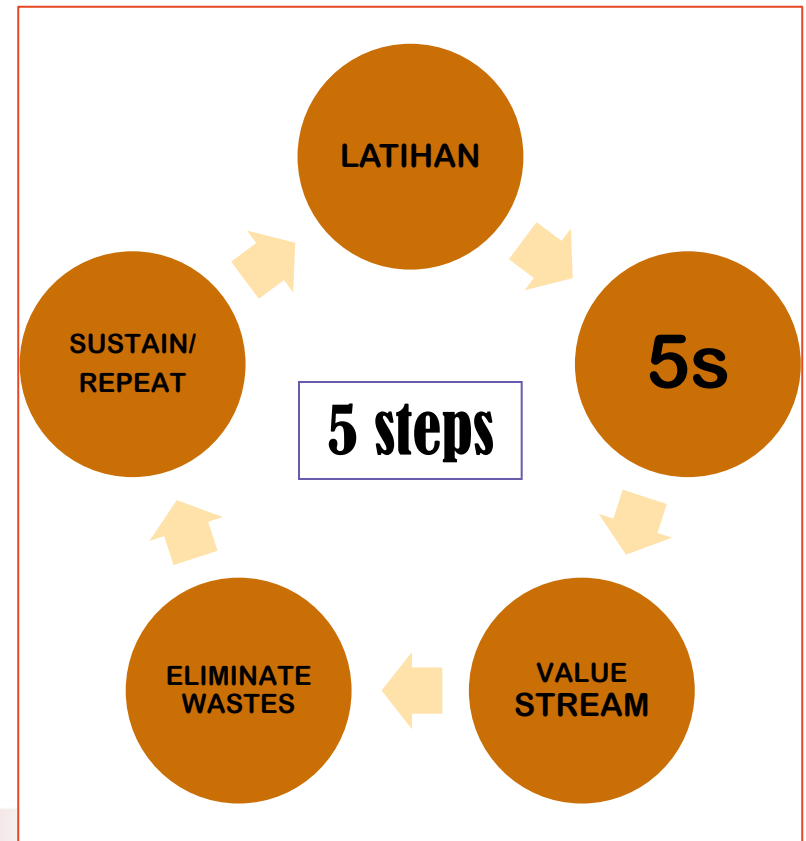 LATIHAN
5s
VALUE
STREAM
ELIMINATE
WASTES
SUSTAIN/
REPEAT
5 steps